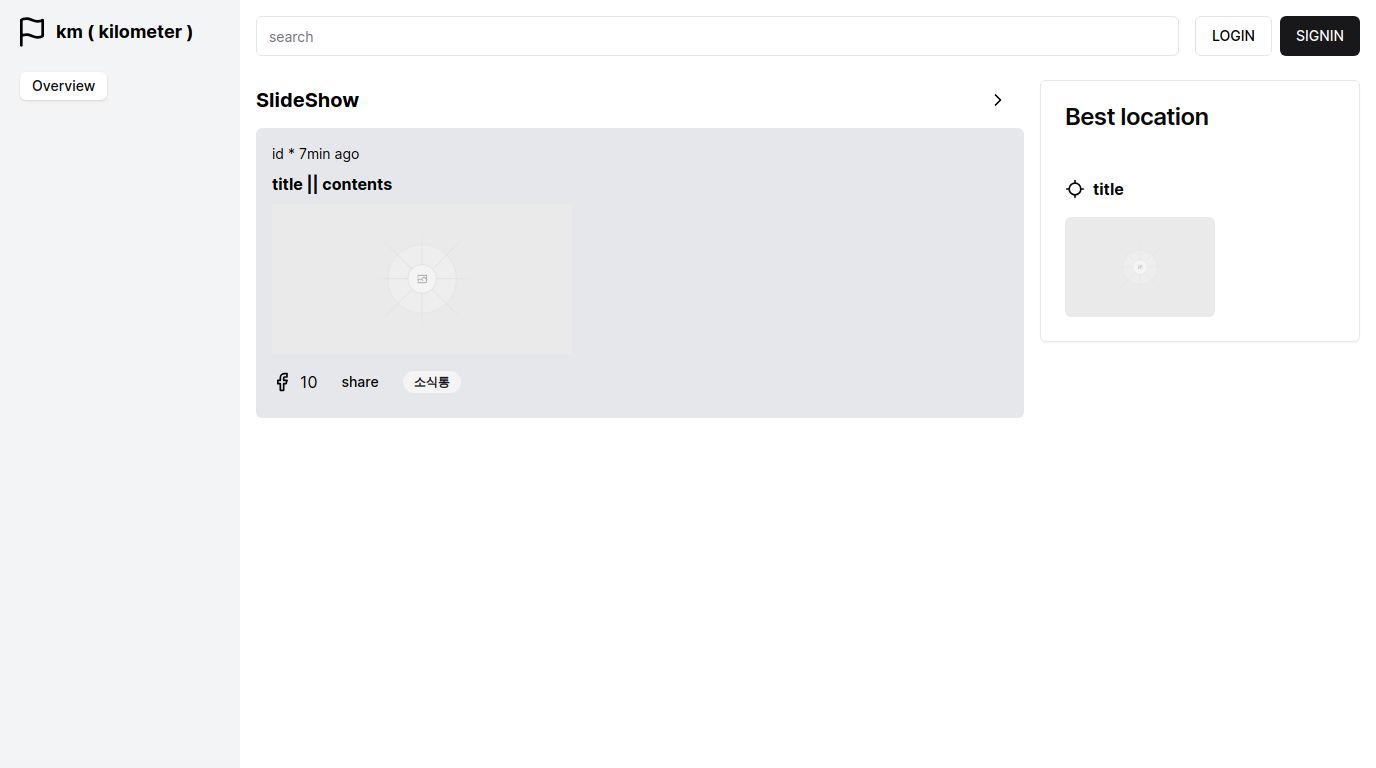 km ( kilometer )
Overview
search
LOGIN
SIGNIN
SlideShow
id * 7min ago
title || contents
10
share
소식통
Best location
title